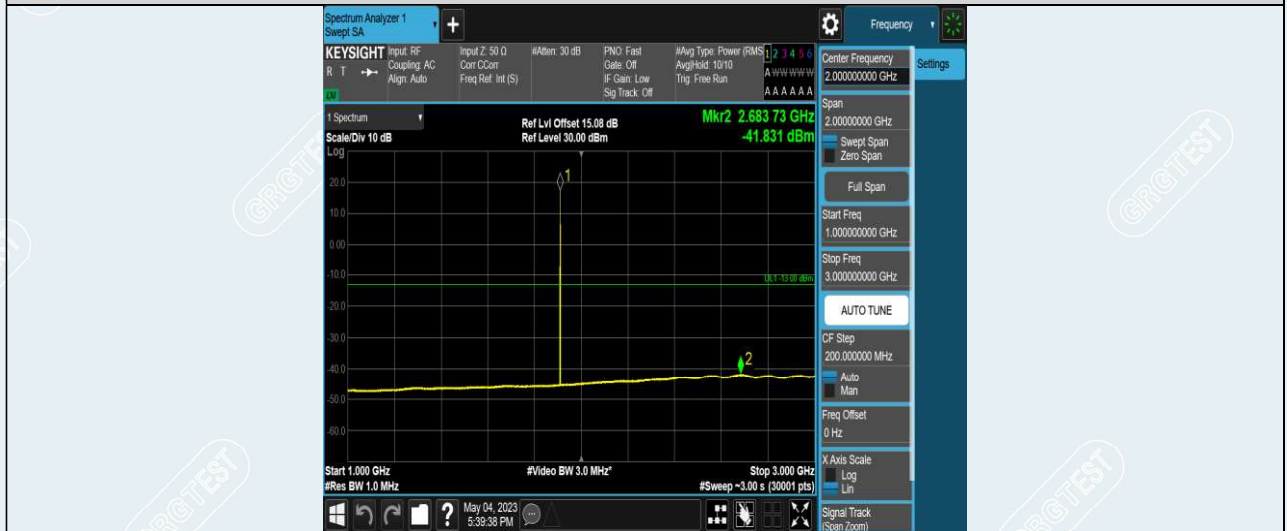 Spectrum Analyzer 1
Swept SA
+
Frequency
KEYSIGHT
R T
LXI
Input: RF
Coupling: AC
Align: Auto
Input Z: 50 Ω
Corr CCorr
Freq Ref: Int (S)
#Atten: 30 dB
PNO: Fast
Gate: Off
IF Gain: Low
Sig Track: Off
#Avg Type: Power (RMS
Avg|Hold: 10/10
Trig: Free Run
1 2 3 4 5 6
A W W W W W
A A A A A A
Center Frequency
2.000000000 GHz
Settings
Span
2.00000000 GHz
Swept Span
Zero Span
Full Span
Start Freq
1.000000000 GHz
Stop Freq
3.000000000 GHz
AUTO TUNE
CF Step
200.000000 MHz
Auto
Man
Freq Offset
0 Hz
X Axis Scale
Log
Lin
Signal Track
(Span Zoom)
1 Spectrum
Scale/Div 10 dB
Log
Ref Lvl Offset 15.08 dB
Ref Level 30.00 dBm
Mkr2 2.683 73 GHz
-41.831 dBm
1
20.0
10.0
0.00
-10.0
DL1 -13.00 dBm
-20.0
-30.0
-40.0
2
-50.0
-60.0
Start 1.000 GHz
#Res BW 1.0 MHz
#Video BW 3.0 MHz*
Stop 3.000 GHz
#Sweep ~3.00 s (30001 pts)
?
May 04, 2023
5:39:38 PM
GRGTEST
GRGTEST
GRGTEST
GRGTEST